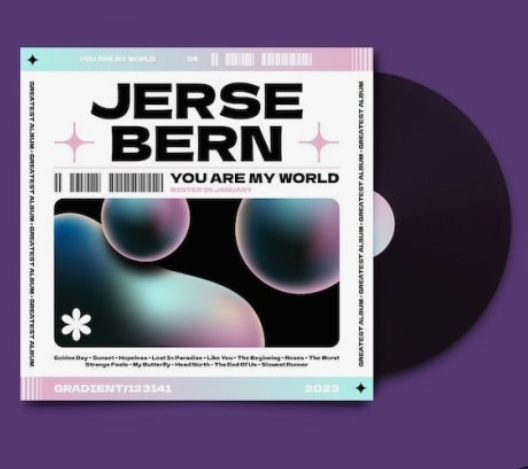 YOU ARE MY WORLD
JERSE
BERN
YOU ARE MY WORLD
WINTER IN JANUARY
GREATEST ALBUM • GREATEST ALBUM • GREATEST ALBUM • GREATEST ALBUM
GREATEST ALBUM • GREATEST ALBUM • GREATEST ALBUM • GREATEST ALBUM
Golden Day • Sunset • Hopeless • Lost In Paradise • Like You • The Beginning • Roses • The Worst
Strange Feels • My Butterfly • Head North • The End Of Us • Slowest Runner
GRADIENT/123141
2023